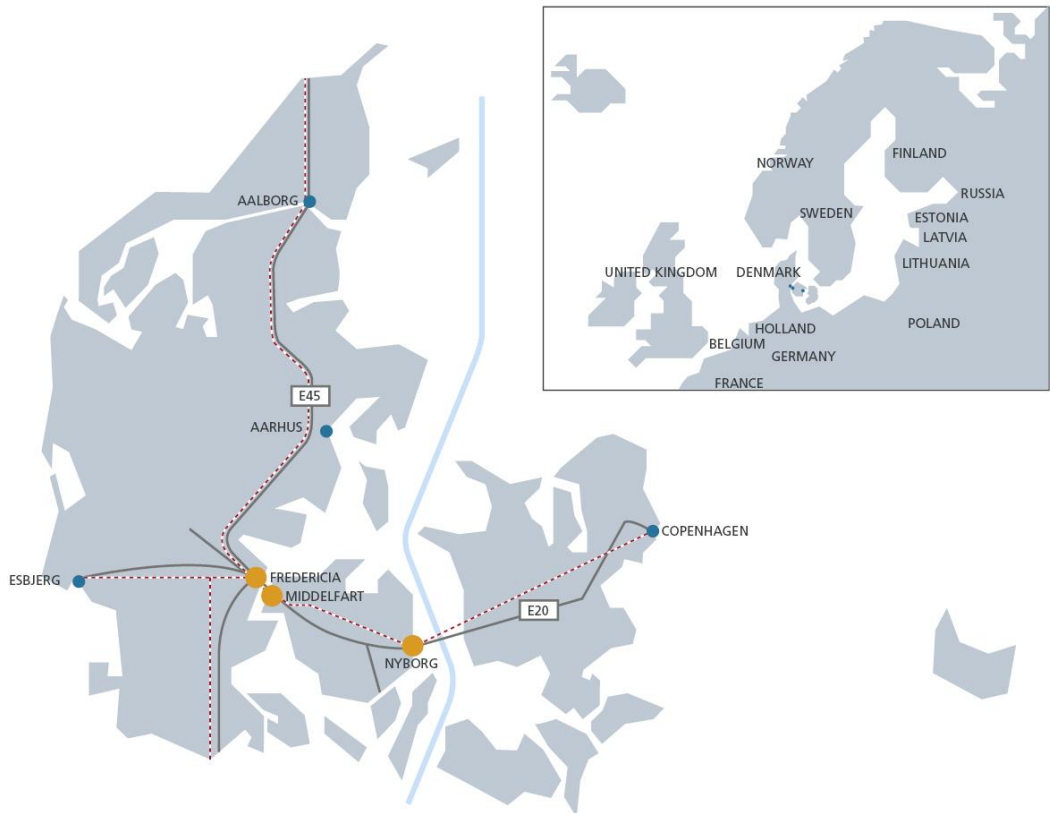 AALBORG
E45
AARHUS
ESBJERG
FREDERICIA
MIDDELFART
NYBORG
E20
COPENHAGEN
NORWAY
FINLAND
RUSSIA
SWEDEN
ESTONIA
LATVIA
LITHUANIA
UNITED KINGDOM
DENMARK
POLAND
HOLLAND
BELGIUM
GERMANY
FRANCE